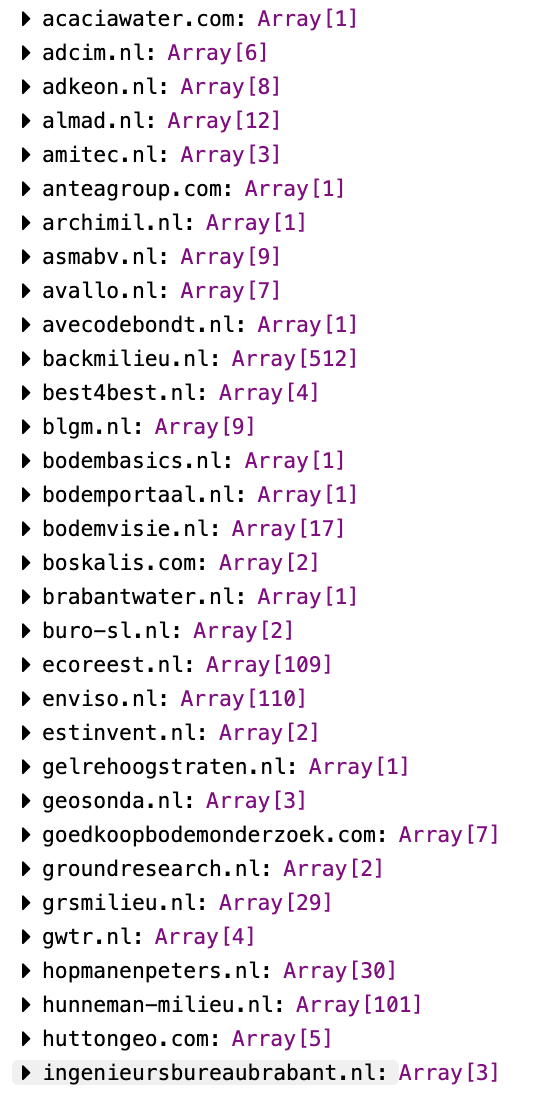 acaciawater.com: Array[1]
adcim.nl: Array[6]
adkeon.nl: Array[8]
almad.nl: Array[12]
amitec.nl: Array[3]
anteagroup.com: Array[1]
archimil.nl: Array[1]
asmabv.nl: Array[9]
avallo.nl: Array[7]
avecodebondt.nl: Array[1]
backmilieu.nl: Array[512]
best4best.nl: Array[4]
blgm.nl: Array[9]
bodembasics.nl: Array[1]
bodemportaal.nl: Array[1]
bodemvisie.nl: Array[17]
boskalis.com: Array[2]
brabantwater.nl: Array[1]
buro-sl.nl: Array[2]
ecoreest.nl: Array[109]
enviso.nl: Array[110]
estinvent.nl: Array[2]
gelrehoogstraten.nl: Array[1]
geosonda.nl: Array[3]
goedkoopbodemonderzoek.com: Array[7]
groundresearch.nl: Array[2]
grsmilieu.nl: Array[29]
gwtr.nl: Array[4]
hopmanenpeters.nl: Array[30]
hunneman-milieu.nl: Array[101]
huttongeo.com: Array[5]
ingenieursbureaubrabant.nl: Array[3]